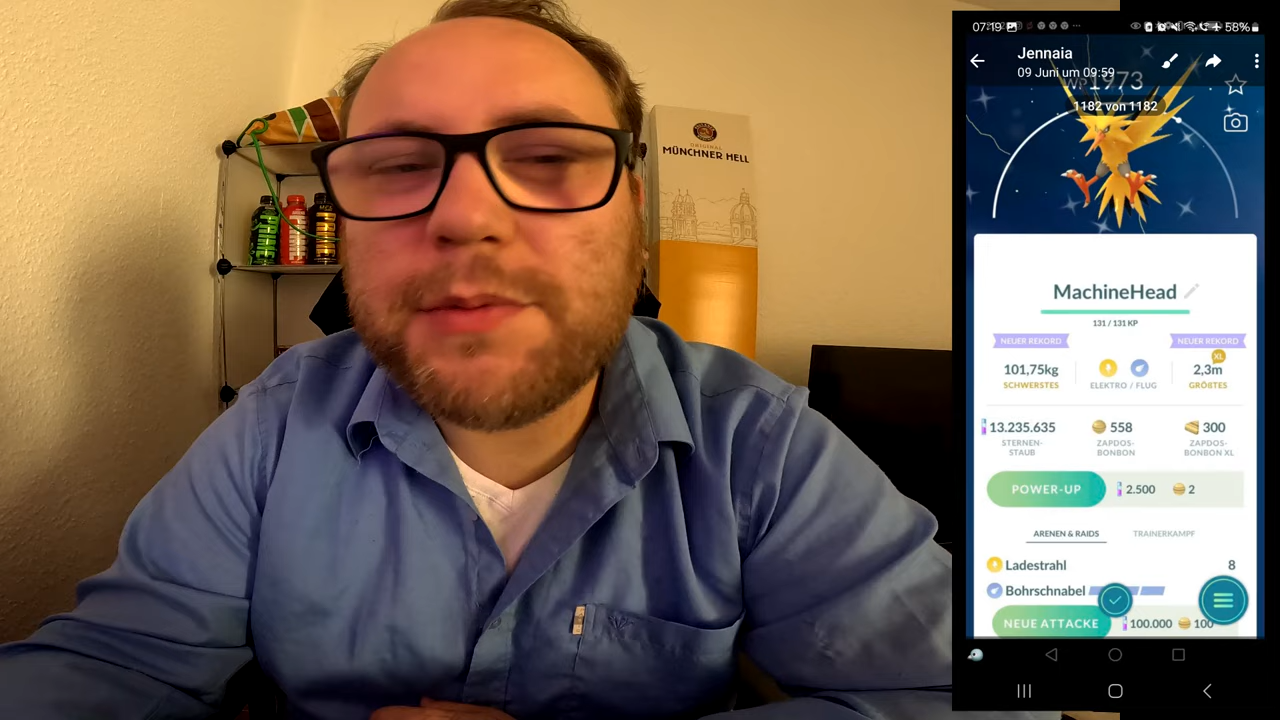 ORIGINAL
MÜNCHNER HELL
07:19
58%
Jennaia
09 Juni um 09:59
WP1973
1182 von 1182
MachineHead
131 / 131 KP
NEUER REKORD
NEUER REKORD
XL
101,75kg
SCHWERSTES
ELEKTRO / FLUG
2,3m
GRÖßTES
13.235.635
STERNEN-
STAUB
558
ZAPDOS-
BONBON
300
ZAPDOS-
BONBON XL
POWER-UP
2.500
2
ARENEN & RAIDS
TRAINERKAMPF
Ladestrahl
8
Bohrschnabel
NEUE ATTACKE
100.000
100